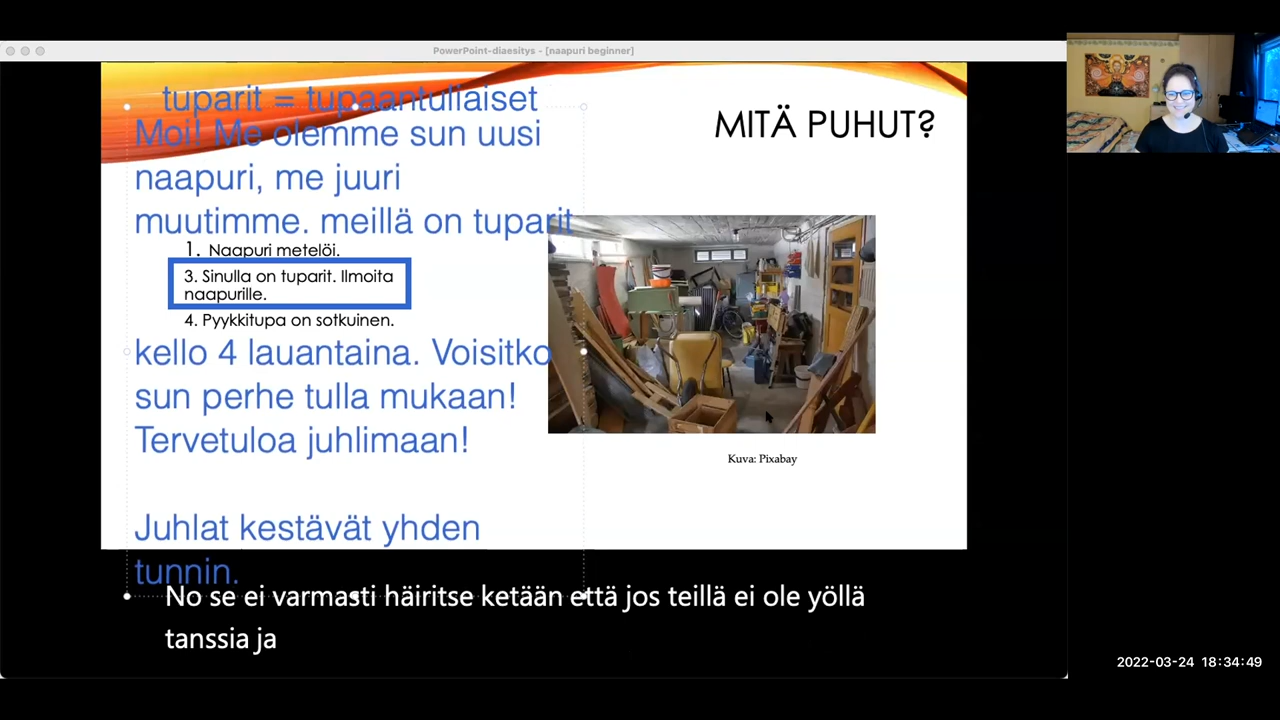 PowerPoint-diaesitys - [naapuri beginner]
tuparit = tupaantuliaiset
MITÄ PUHUT?
Moi! Me olemme sun uusi
naapuri, me juuri
muutimme. meillä on tuparit
1. Naapuri metelöi.
3. Sinulla on tuparit. Ilmoita
naapurille.
4. Pyykkitupa on sotkuinen.
kello 4 lauantaina. Voisitko
sun perhe tulla mukaan!
Tervetuloa juhlimaan!
Kuva: Pixabay
Juhlat kestävät yhden
tunnin.
No se ei varmasti häiritse ketään että jos teillä ei ole yöllä
tanssia ja
2022-03-24 18:34:49